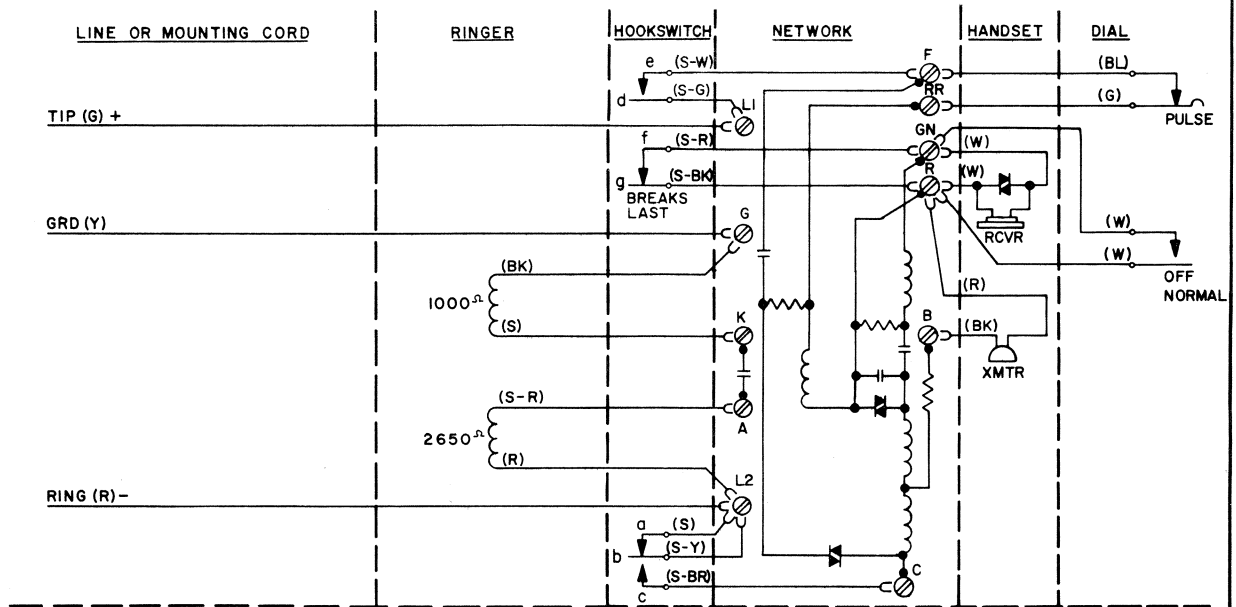 LINE OR MOUNTING CORD
RINGER
HOOKSWITCH
NETWORK
HANDSET
DIAL
e (S-W)
F
(BL)
d (S-G)
L1
RR
(G)
PULSE
TIP (G) +
f (S-R)
GN
(W)
g (S-BK)
R
(W)
BREAKS
LAST
RCVR
GRD (Y)
G
(W)
(W)
OFF
NORMAL
(BK)
1000Ω
(S)
K
(R)
B
(BK)
XMTR
(S-R)
A
2650Ω
(R)
L2
RING (R) -
a (S)
b (S-Y)
(S-BR)
c
C